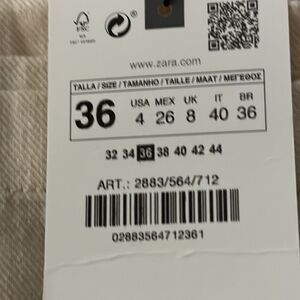 FSC
www.zara.com
TALLA / SIZE / TAMANHO / TAILLE / MAAT / ΜΕΓΕΘΟΣ
36 USA 4 MEX 26 UK 8 IT 40 BR 36
32 34 36 38 40 42 44
ART.: 2883/564/712
02883564712361